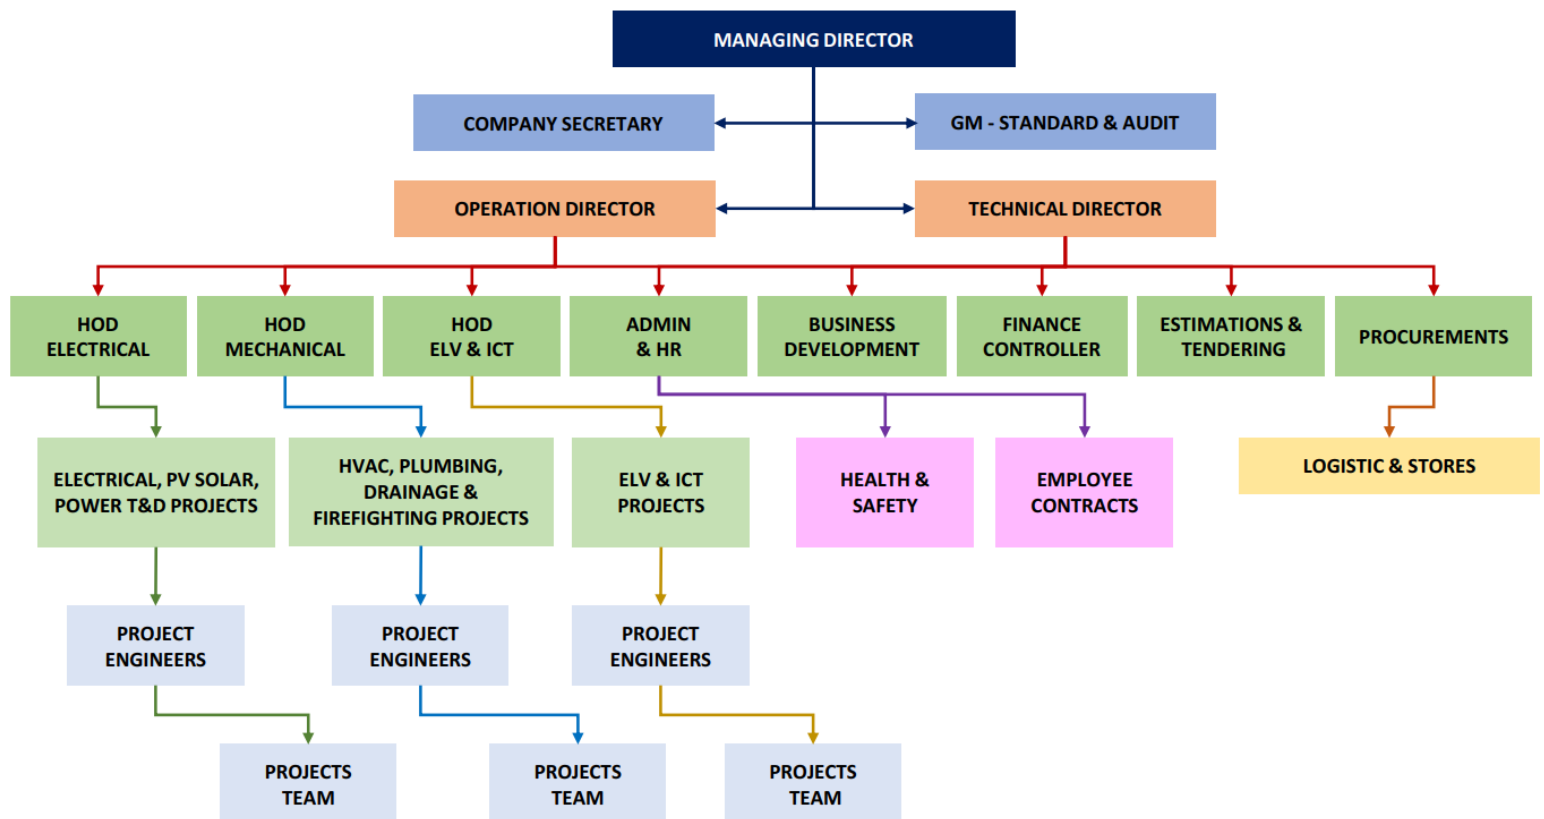 MANAGING DIRECTOR
COMPANY SECRETARY
GM - STANDARD & AUDIT
OPERATION DIRECTOR
TECHNICAL DIRECTOR
HOD
ELECTRICAL
HOD
MECHANICAL
HOD
ELV & ICT
ADMIN
& HR
BUSINESS
DEVELOPMENT
FINANCE
CONTROLLER
ESTIMATIONS &
TENDERING
PROCUREMENTS
ELECTRICAL, PV SOLAR,
POWER T&D PROJECTS
HVAC, PLUMBING,
DRAINAGE &
FIREFIGHTING PROJECTS
ELV & ICT
PROJECTS
HEALTH &
SAFETY
EMPLOYEE
CONTRACTS
LOGISTIC & STORES
PROJECT
ENGINEERS
PROJECT
ENGINEERS
PROJECT
ENGINEERS
PROJECTS
TEAM
PROJECTS
TEAM
PROJECTS
TEAM